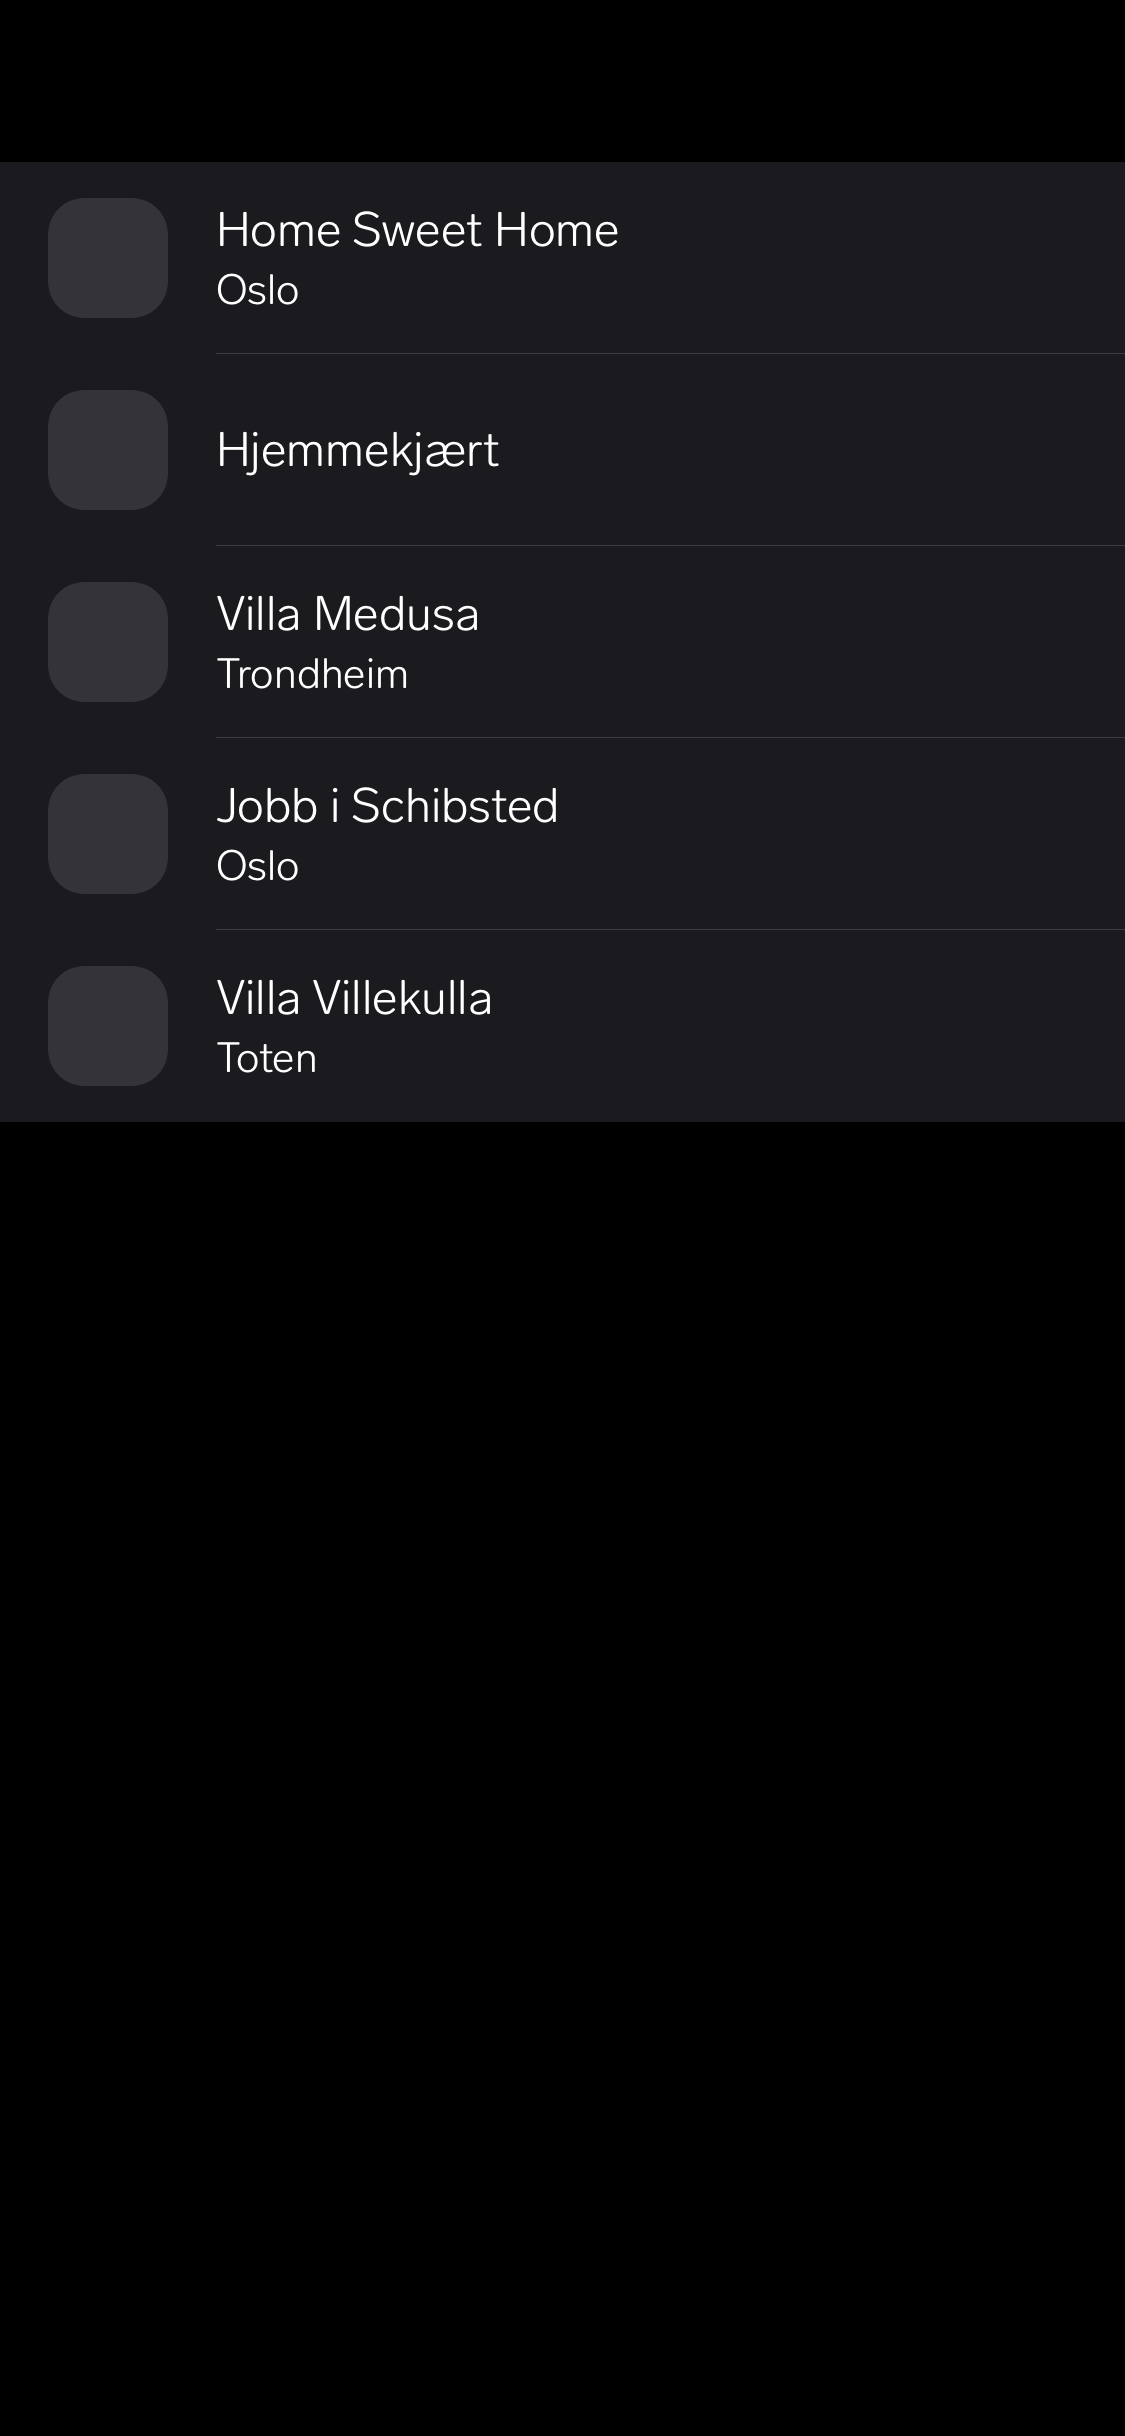 Home Sweet Home
Oslo
Hjemmekjært
Villa Medusa
Trondheim
Jobb i Schibsted
Oslo
Villa Villekulla
Toten